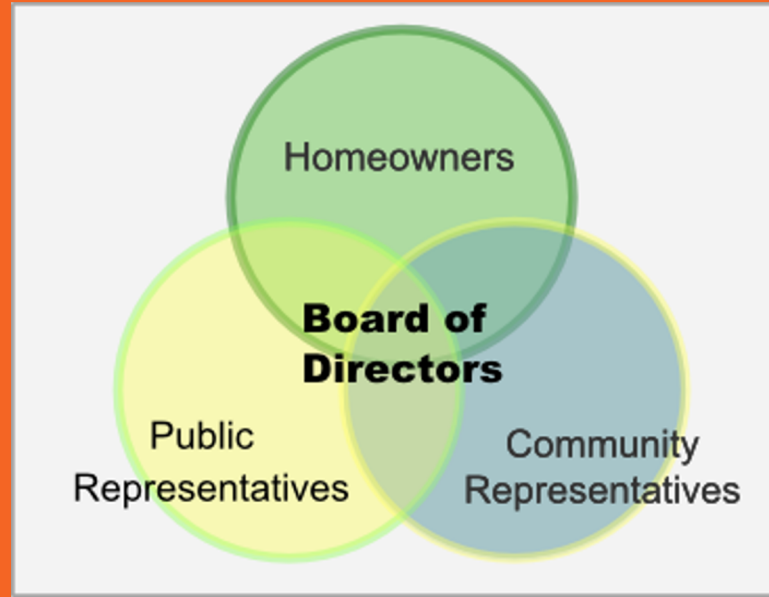 Homeowners
Board of
Directors
Public
Representatives
Community
Representatives